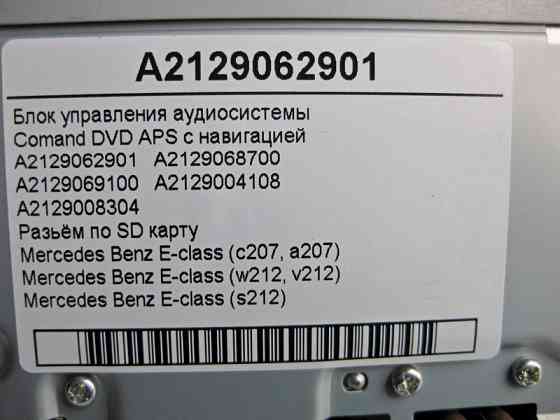 A2129062901
Блок управления аудиосистемы
Comand DVD APS с навигацией
A2129062901 A2129068700
A2129069100 A2129004108
A2129008304
Разъём по SD карту
Mercedes Benz E-class (c207, a207)
Mercedes Benz E-class (w212, v212)
Mercedes Benz E-class (s212)